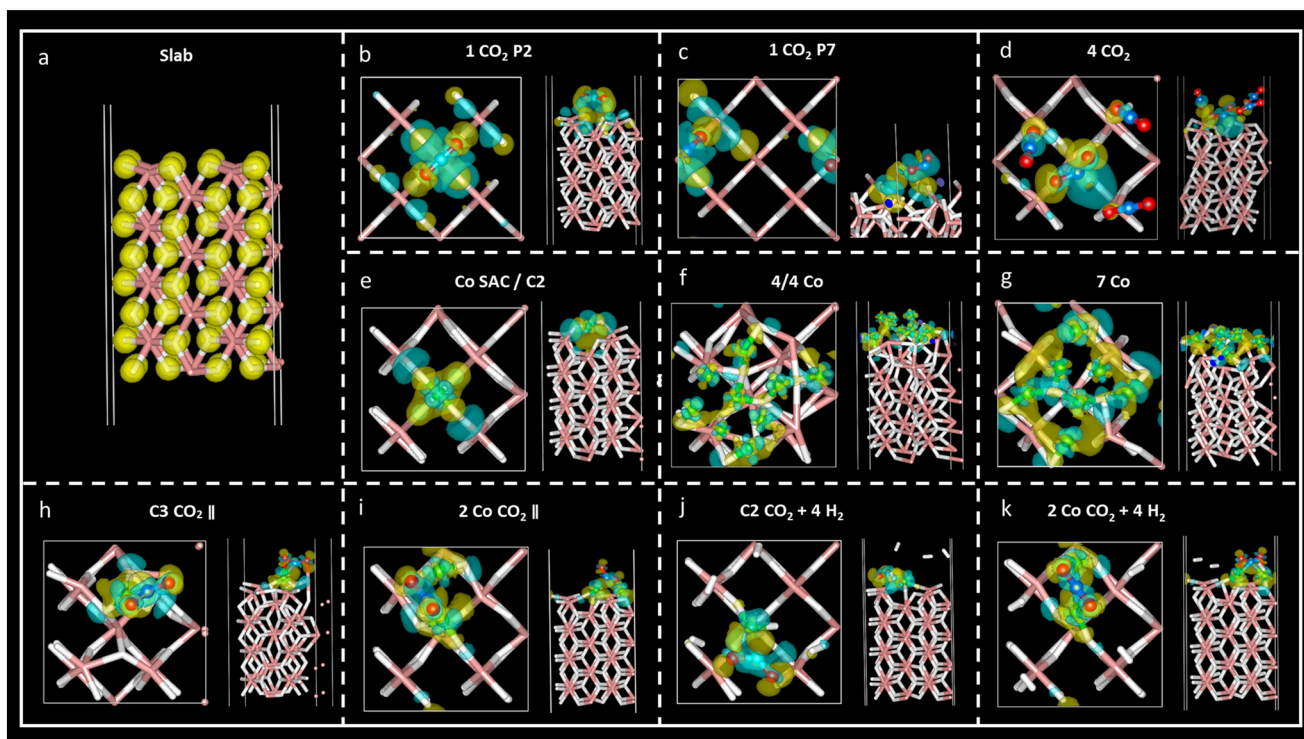 a
Slab
b
1 CO₂ P2
c
1 CO₂ P7
d
4 CO₂
e
Co SAC / C2
f
4/4 Co
g
7 Co
h
C3 CO₂ ∥
i
2 Co CO₂ ∥
j
C2 CO₂ + 4 H₂
k
2 Co CO₂ + 4 H₂